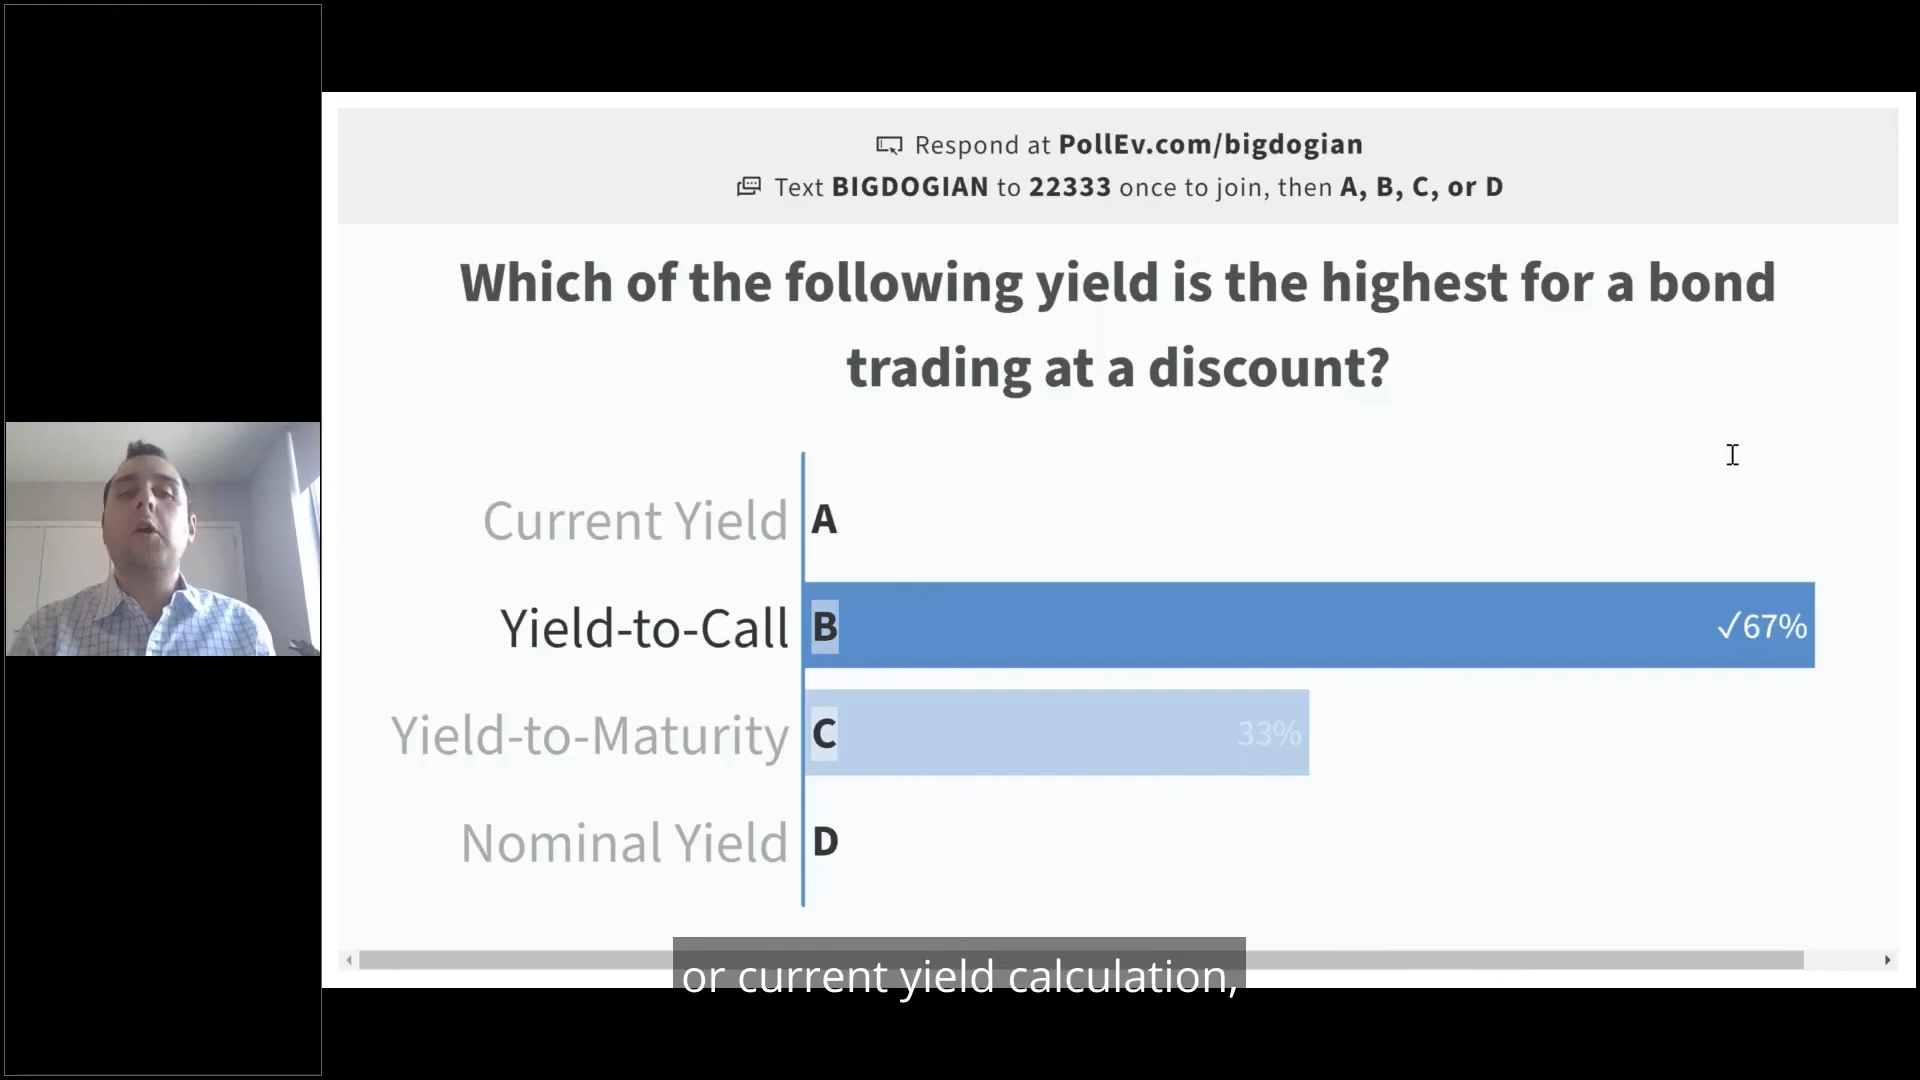 Respond at PollEv.com/bigdogian
Text BIGDOGIAN to 22333 once to join, then A, B, C, or D
Which of the following yield is the highest for a bond
trading at a discount?
Current Yield A
Yield-to-Call B ✓67%
Yield-to-Maturity C 33%
Nominal Yield D
or current yield calculation,